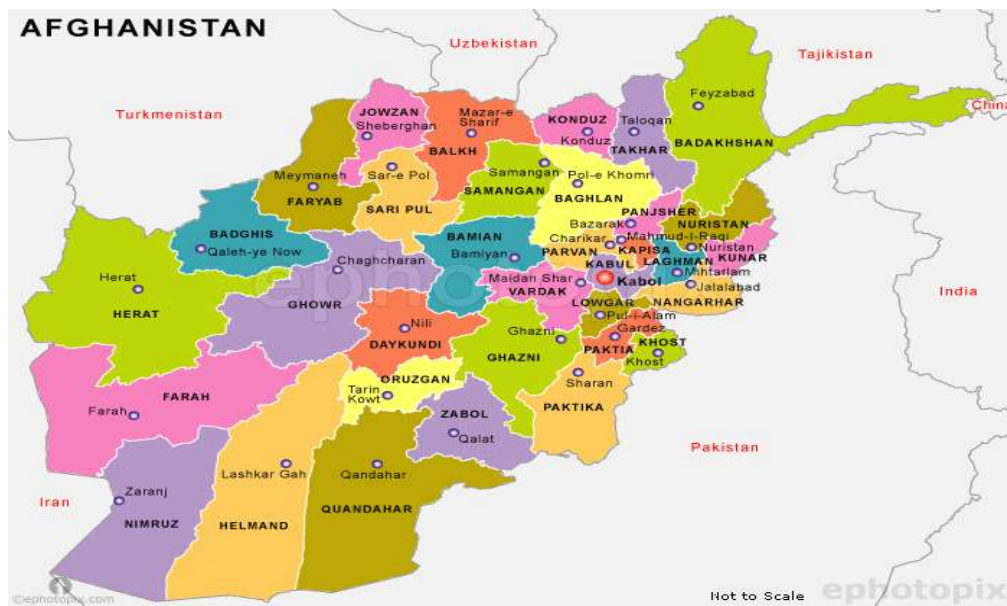 AFGHANISTAN
Uzbekistan
Tajikistan
Turkmenistan
China
JOWZAN
Sheberghan
Mazar-e
Sharif
BALKH
KONDUZ
Konduz
Taloqan
TAKHAR
Feyzabad
BADAKHSHAN
Meymaneh
FARYAB
Sar-e Pol
SARI PUL
Samangan
SAMANGAN
Pol-e Khomri
BAGHLAN
PANJSHER
Bazarak
NURISTAN
Nuristan
BADGHIS
Qaleh-ye Now
BAMIAN
Bamiyan
Charikar
PARVAN
Mahmud-I-Raqi
KAPISA
KUNAR
LAGHMAN
Mihtarlam
KABUL
Kabol
Jalalabad
NANGARHAR
Chaghcharan
GHOWR
Herat
HERAT
Maidan Shar
VARDAK
LOWGAR
Pul-i-Alam
Gardez
PAKTIA
KHOST
Khost
India
Nili
DAYKUNDI
Ghazni
GHAZNI
Sharan
PAKTIKA
ORUZGAN
Tarin
Kowt
FARAH
Farah
ZABOL
Qalat
Pakistan
Iran
Zaranj
NIMRUZ
Lashkar Gah
HELMAND
Qandahar
QUANDAHAR
©ephotopix.com
Not to Scale
ephotopix